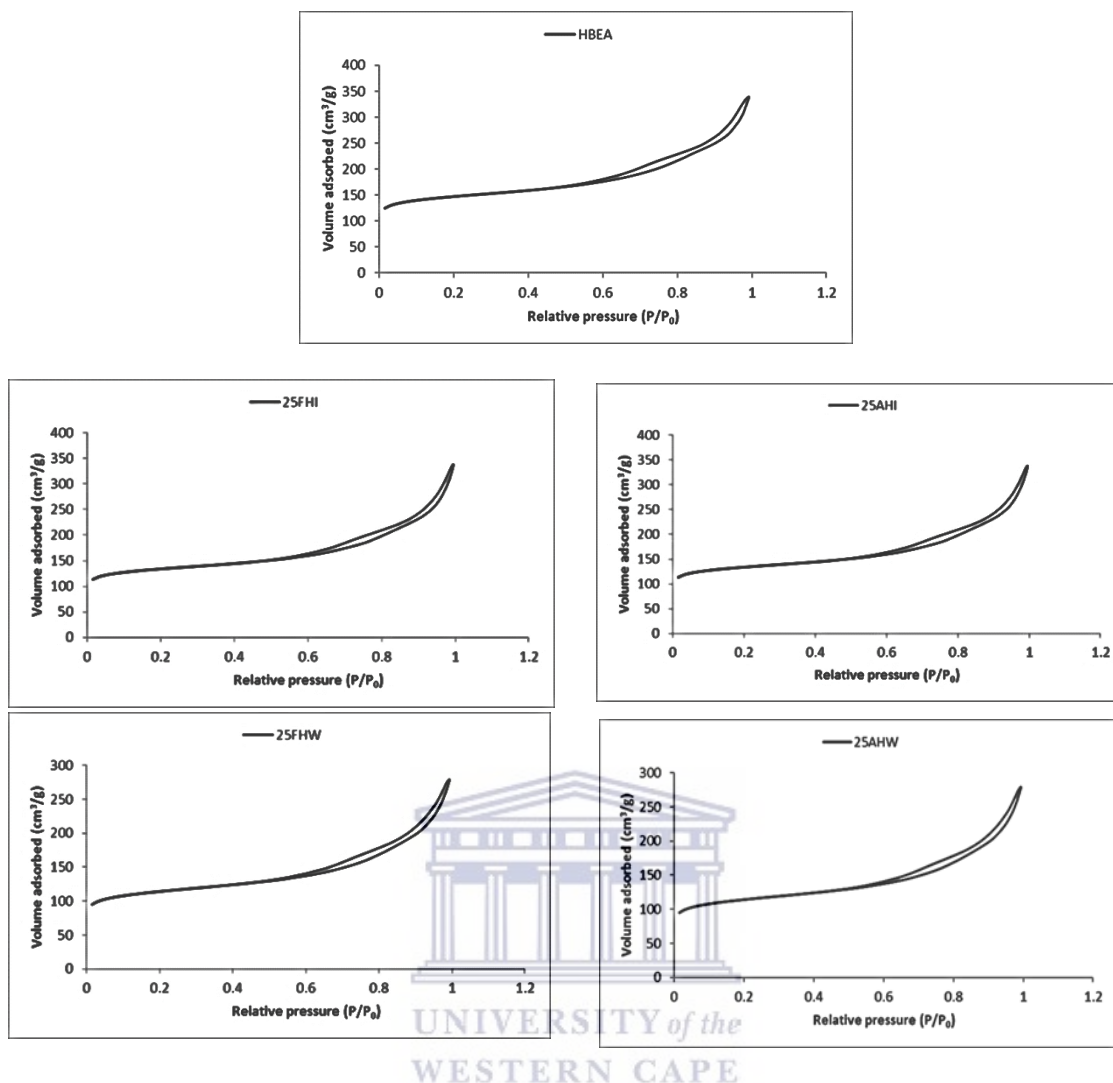 HBEA
Volume adsorbed (cm³/g)
400
350
300
250
200
150
100
50
0
0 0.2 0.4 0.6 0.8 1 1.2
Relative pressure (P/P₀)
25FHI
Volume adsorbed (cm³/g)
400
350
300
250
200
150
100
50
0
0 0.2 0.4 0.6 0.8 1 1.2
Relative pressure (P/P₀)
25AHI
Volume adsorbed (cm³/g)
400
350
300
250
200
150
100
50
0
0 0.2 0.4 0.6 0.8 1 1.2
Relative pressure (P/P₀)
25FHW
Volume adsorbed (cm³/g)
300
250
200
150
100
50
0
0 0.2 0.4 0.6 0.8 1 1.2
Relative pressure (P/P₀)
25AHW
Volume adsorbed (cm³/g)
300
250
200
150
100
50
0
0 0.2 0.4 0.6 0.8 1 1.2
Relative pressure (P/P₀)
UNIVERSITY of the
WESTERN CAPE